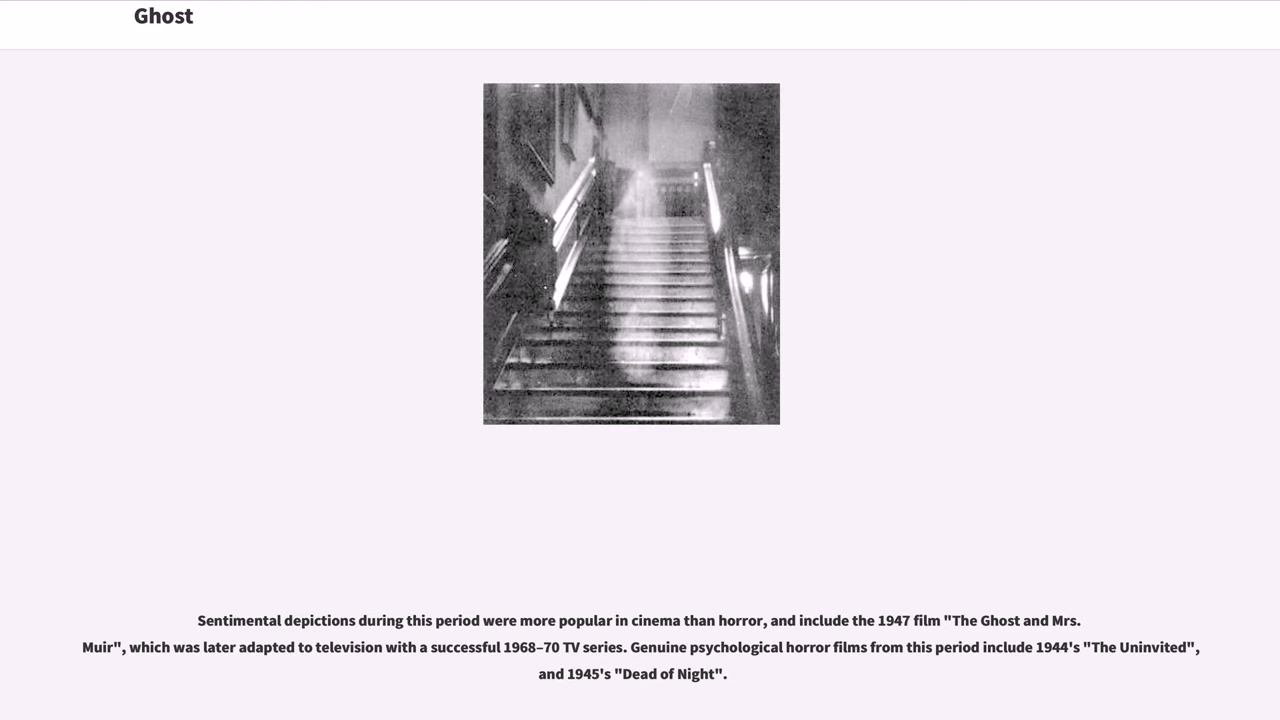 Ghost
Sentimental depictions during this period were more popular in cinema than horror, and include the 1947 film "The Ghost and Mrs.
Muir", which was later adapted to television with a successful 1968–70 TV series. Genuine psychological horror films from this period include 1944's "The Uninvited",
and 1945's "Dead of Night".